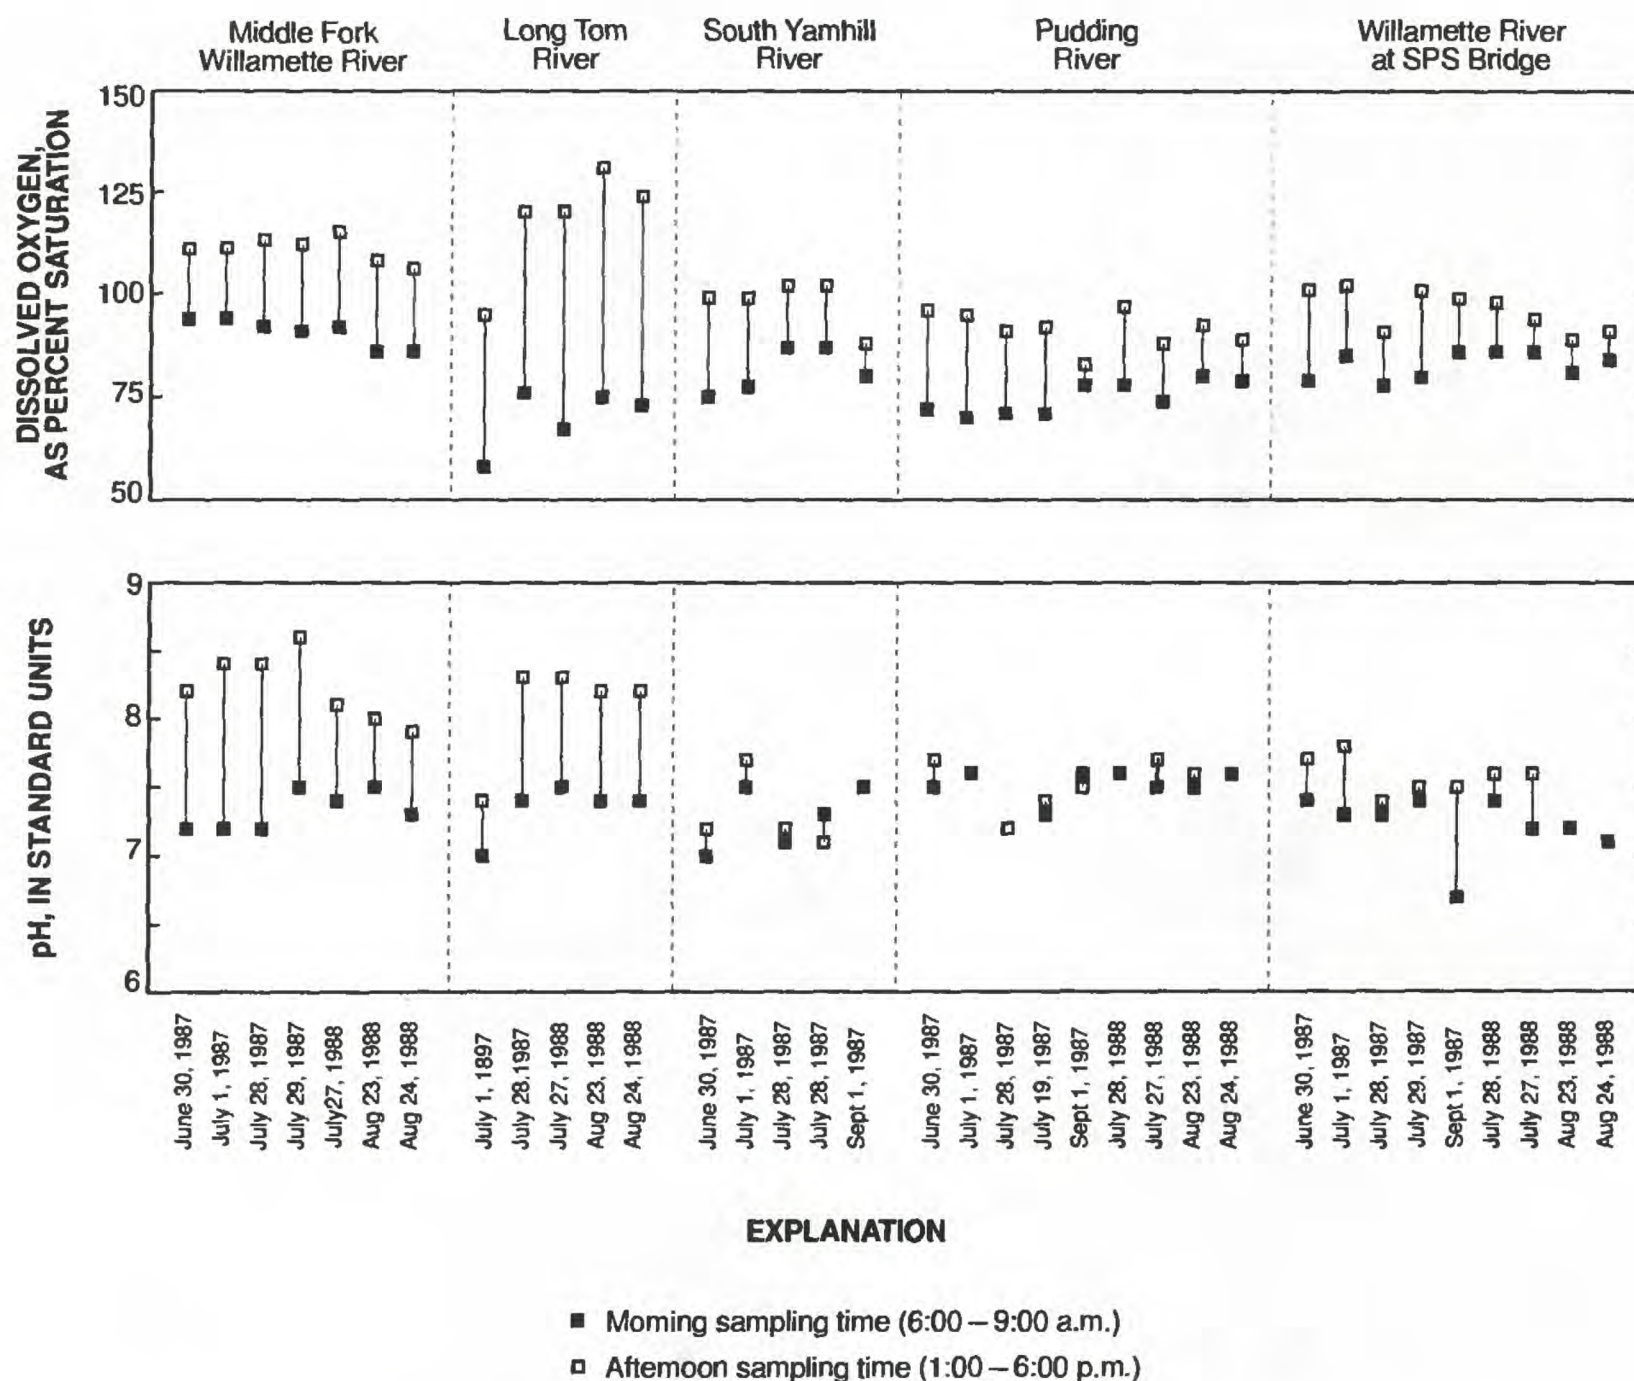 Middle Fork
Willamette River
Long Tom
River
South Yamhill
River
Pudding
River
Willamette River
at SPS Bridge
DISSOLVED OXYGEN,
AS PERCENT SATURATION
150
125
100
75
50
pH, IN STANDARD UNITS
9
8
7
6
June 30, 1987
July 1, 1987
July 28, 1987
July 29, 1987
July27, 1988
Aug 23, 1988
Aug 24, 1988
July 1, 1897
July 28.1987
July 27, 1988
Aug 23, 1988
Aug 24, 1988
June 30, 1987
July 1, 1987
July 28, 1987
July 28, 1987
Sept 1, 1987
June 30, 1987
July 1, 1987
July 28, 1987
July 19, 1987
Sept 1, 1987
July 28, 1988
July 27, 1988
Aug 23, 1988
Aug 24, 1988
June 30, 1987
July 1, 1987
July 28, 1987
July 29, 1987
Sept 1, 1987
July 28, 1988
July 27, 1988
Aug 23, 1988
Aug 24, 1988
EXPLANATION
Morning sampling time (6:00 – 9:00 a.m.)
Afternoon sampling time (1:00 – 6:00 p.m.)